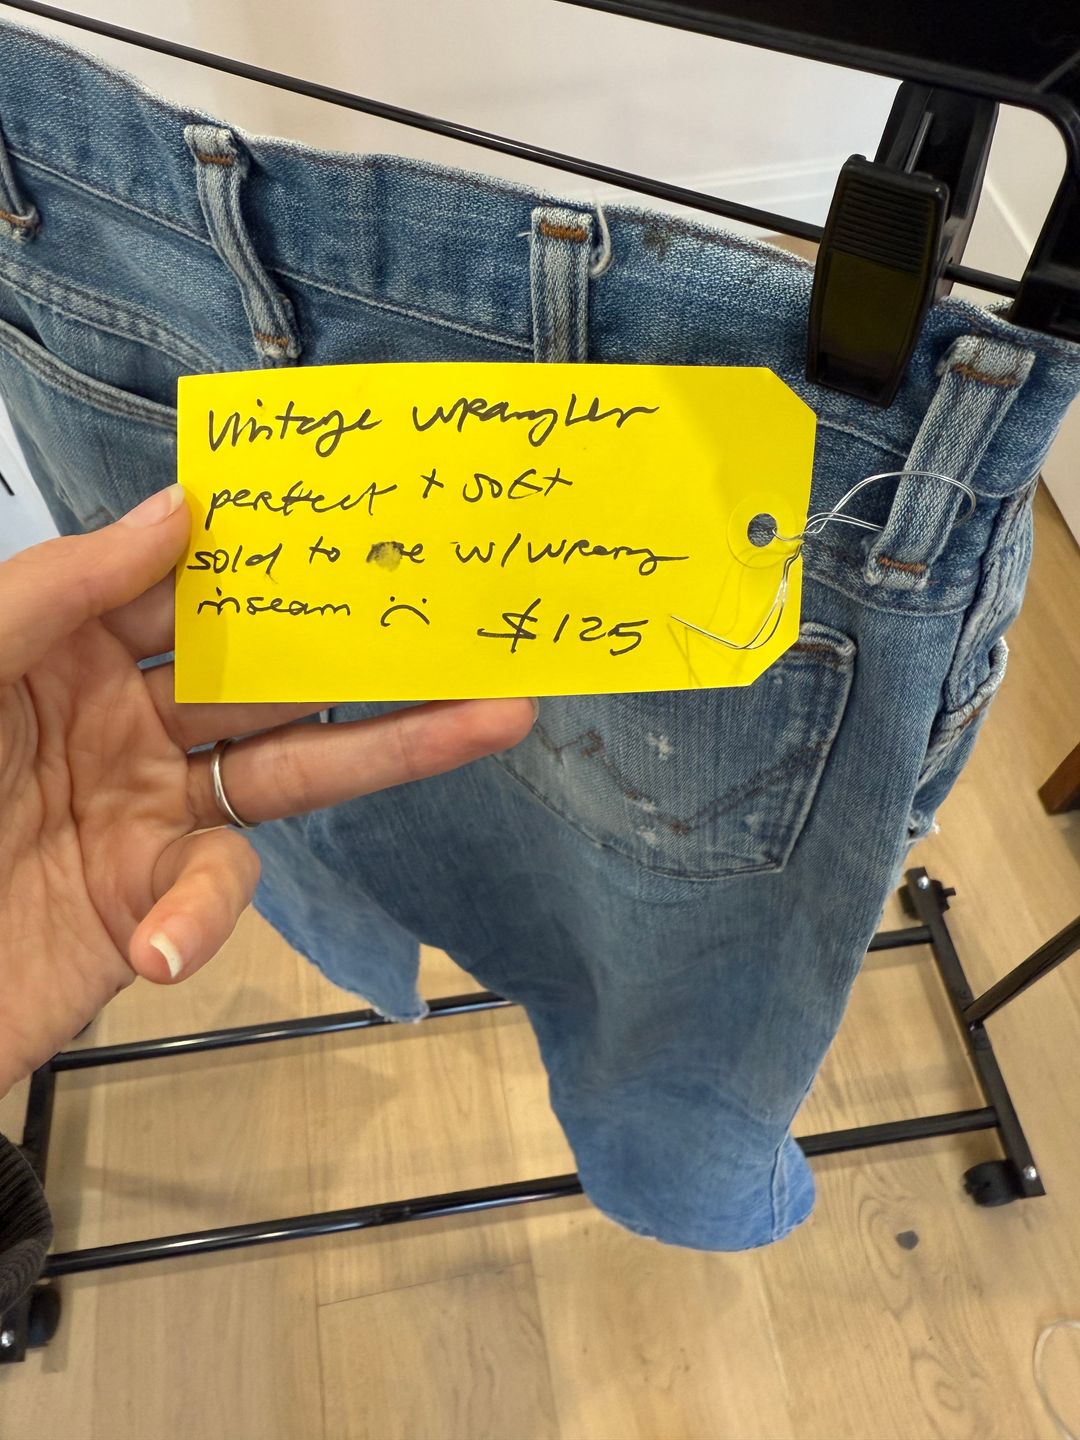 vintage wrangler
perfect + soft
sold to me w/wrong
inseam :(
$125